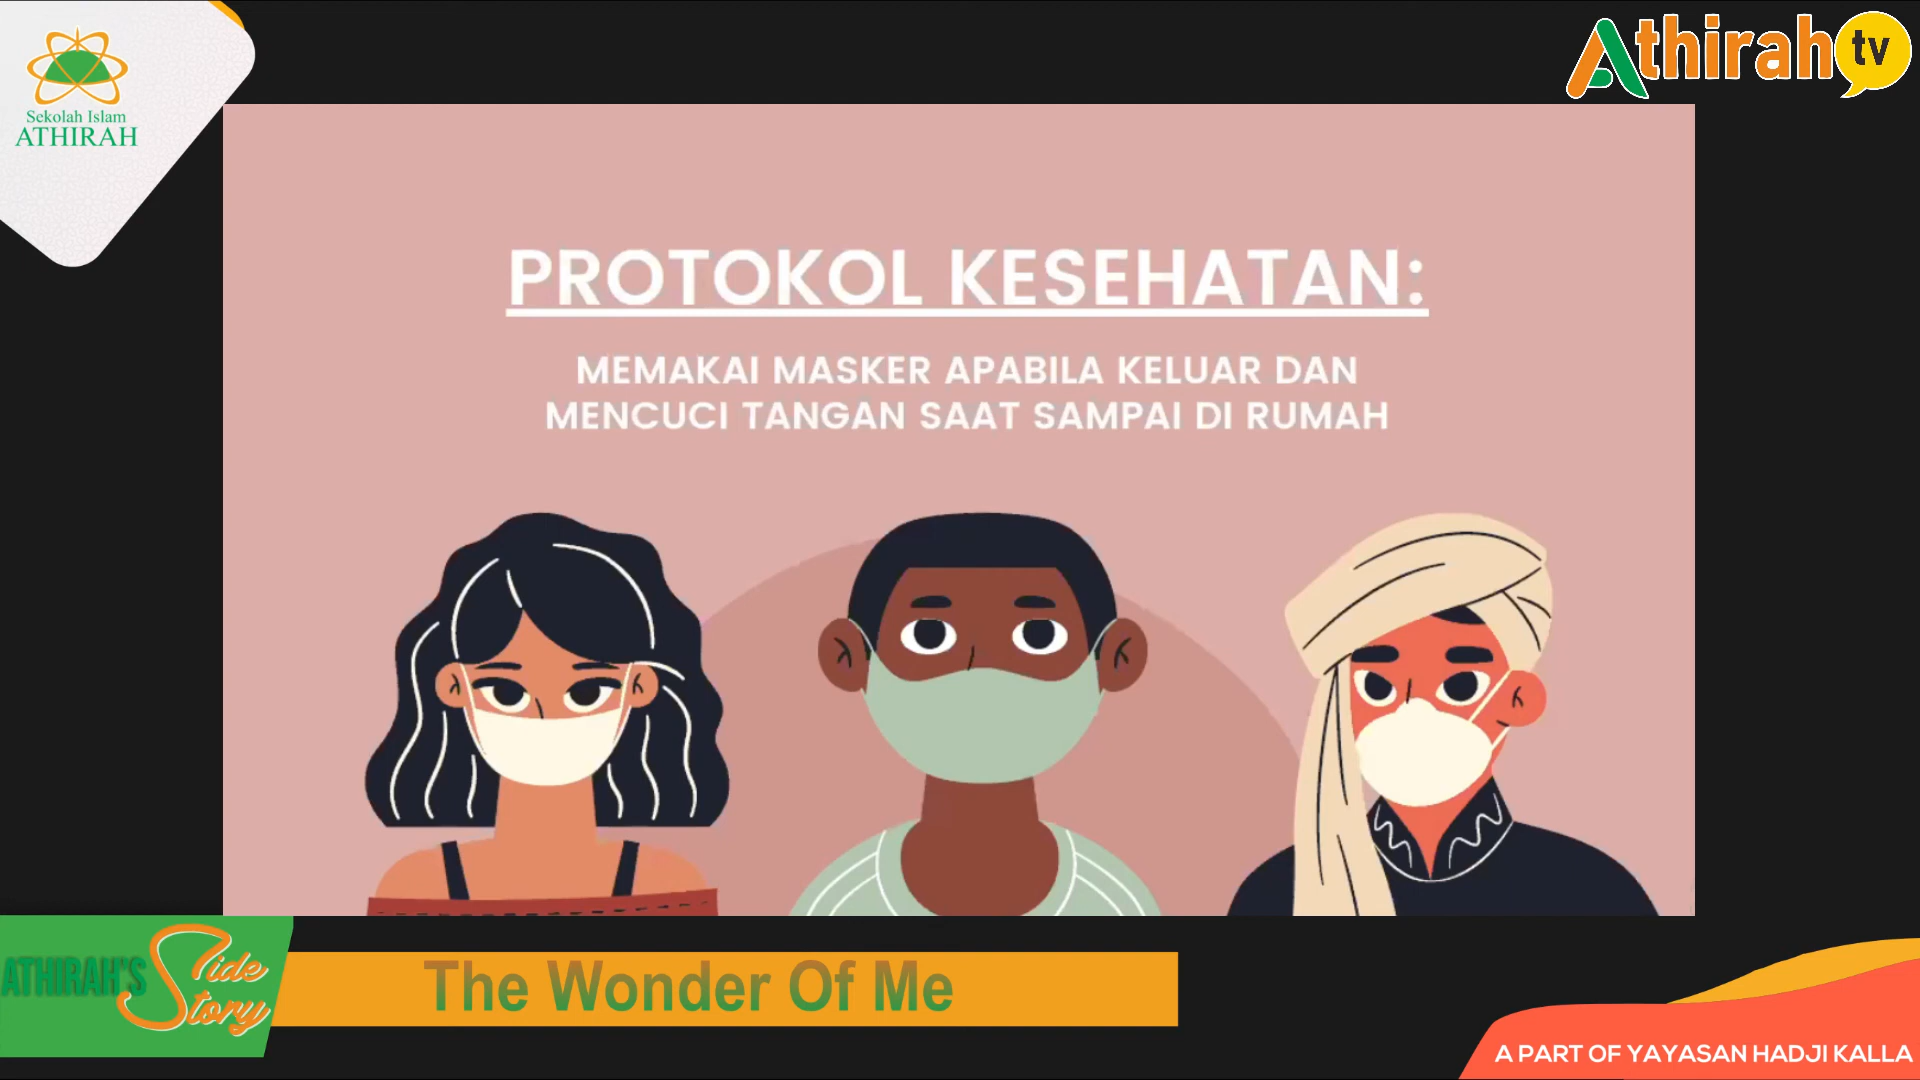 Sekolah Islam
ATHIRAH
Athirah tv
PROTOKOL KESEHATAN:
MEMAKAI MASKER APABILA KELUAR DAN
MENCUCI TANGAN SAAT SAMPAI DI RUMAH
ATHIRAH'S Slide
Story
The Wonder Of Me
A PART OF YAYASAN HADJI KALLA